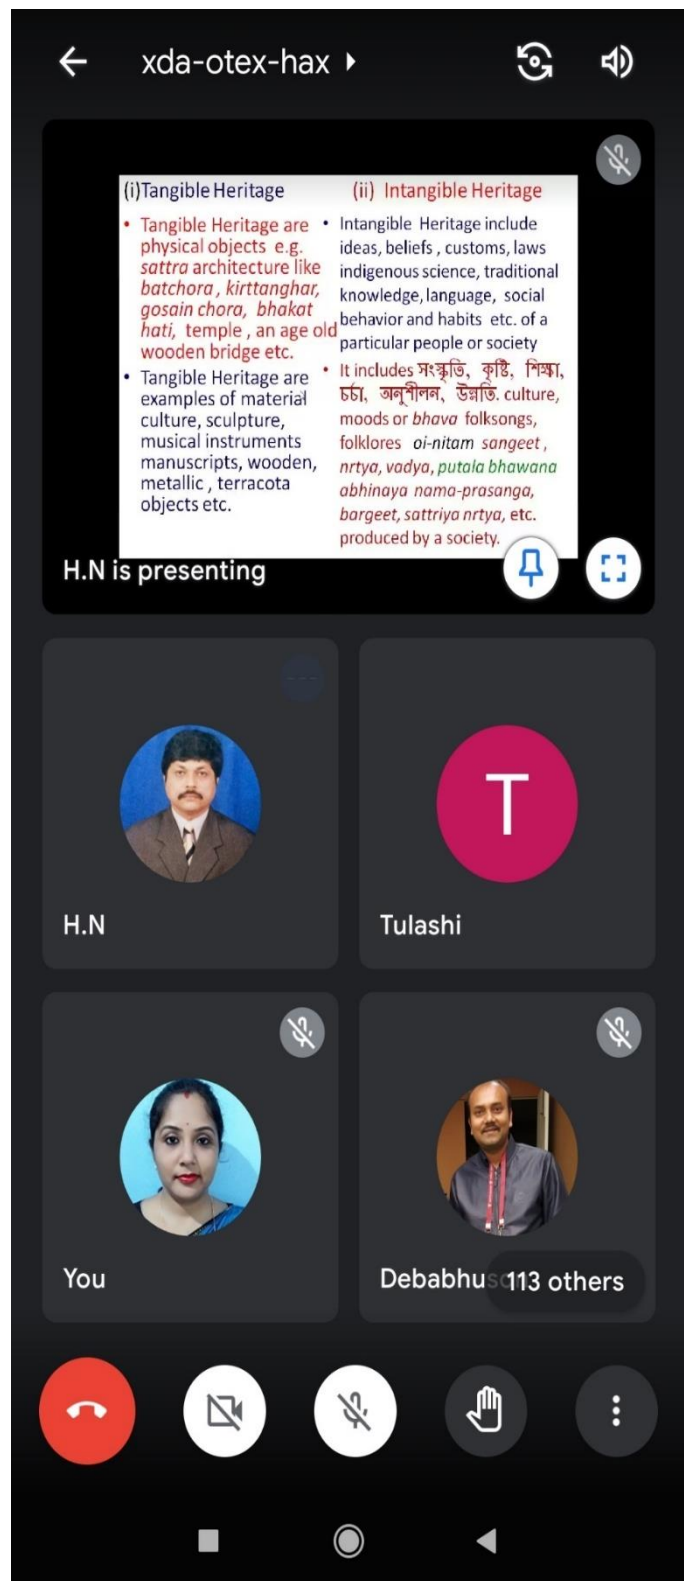 xda-otex-hax
(i)Tangible Heritage
• Tangible Heritage are
physical objects e.g.
sattra architecture like
batchora, kirttanghar,
gosain chora, bhakat
hati, temple, an age old
wooden bridge etc.
• Tangible Heritage are
examples of material
culture, sculpture,
musical instruments
manuscripts, wooden,
metallic, terracota
objects etc.
(ii) Intangible Heritage
• Intangible Heritage include
ideas, beliefs, customs, laws
indigenous science, traditional
knowledge, language, social
behavior and habits etc. of a
particular people or society
• It includes সংস্কৃতি, কৃষ্টি, শিক্ষা,
চর্চা, অনুশীলন, উন্নতি. culture,
moods or bhava folksongs,
folklores oi-nitam sangeet,
nrtya, vadya, putala bhawana
abhinaya nama-prasanga,
bargeet, sattriya nrtya, etc.
produced by a society.
H.N is presenting
H.N
T
Tulashi
You
Debabhu
113 others